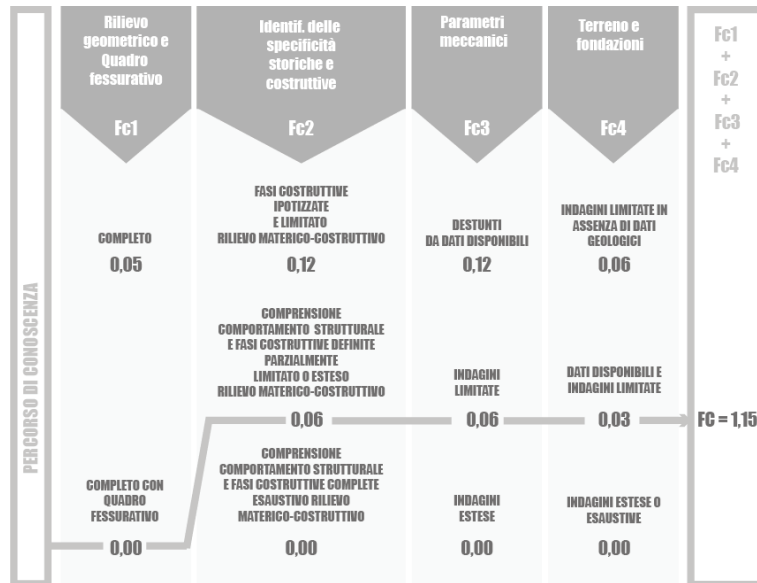 PERCORSO DI CONOSCENZA
Rilievo
geometrico e
Quadro
fessurativo
Fc1
COMPLETO
0,05
COMPLETO CON
QUADRO
FESSURATIVO
0,00
Identif. delle
specificità
storiche e
costruttive
Fc2
FASI COSTRUTTIVE
IPOTIZZATE
E LIMITATO
RILIEVO MATERICO-COSTRUTTIVO
0,12
COMPRENSIONE
COMPORTAMENTO STRUTTURALE
E FASI COSTRUTTIVE DEFINITE
PARZIALMENTE
LIMITATO O ESTESO
RILIEVO MATERICO-COSTRUTTIVO
0,06
COMPRENSIONE
COMPORTAMENTO STRUTTURALE
E FASI COSTRUTTIVE COMPLETE
ESAUSTIVO RILIEVO
MATERICO-COSTRUTTIVO
0,00
Parametri
meccanici
Fc3
DESTUNTI
DA DATI DISPONIBILI
0,12
INDAGINI
LIMITATE
0,06
INDAGINI
ESTESE
0,00
Terreno e
fondazioni
Fc4
INDAGINI LIMITATE IN
ASSENZA DI DATI
GEOLOGICI
0,06
DATI DISPONIBILI E
INDAGINI LIMITATE
0,03
INDAGINI ESTESE O
ESAUSTIVE
0,00
Fc1
+
Fc2
+
Fc3
+
Fc4
FC = 1,15